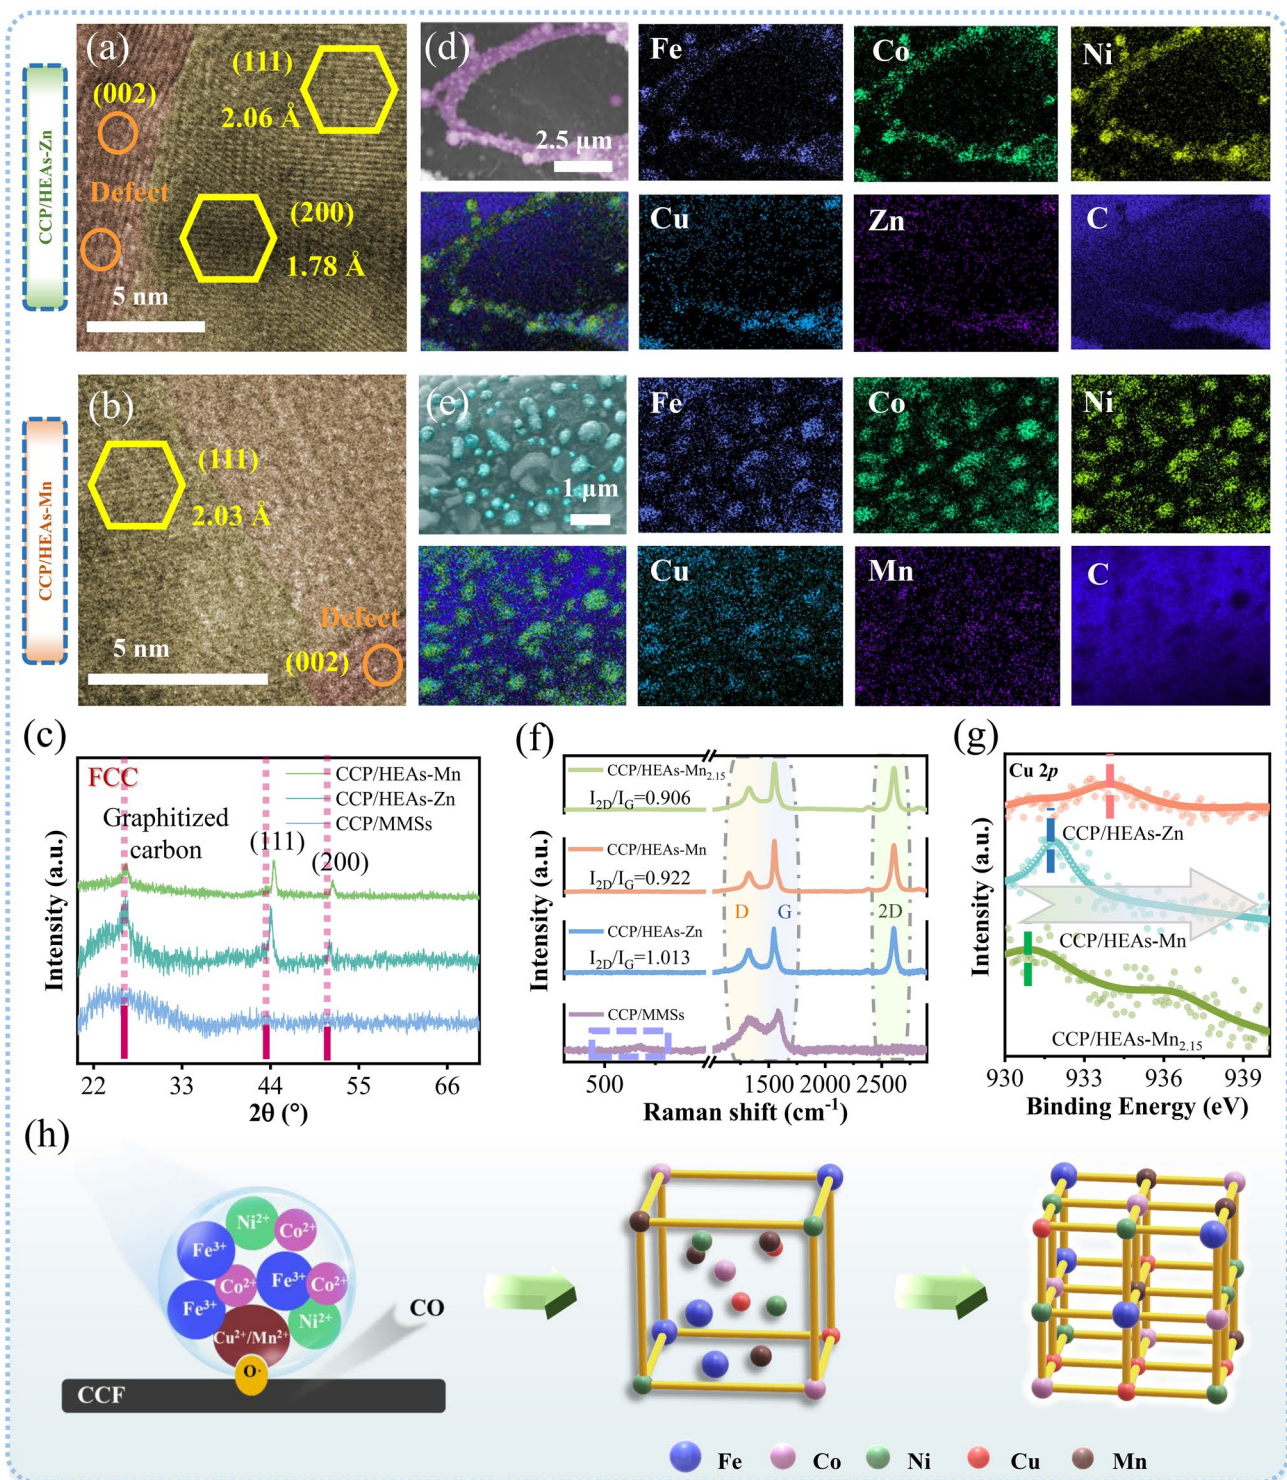 CCP/HEAs-Zn
(a)
(111)
(002)
2.06 Å
Defect
(200)
1.78 Å
5 nm
(d)
2.5 μm
Fe
Co
Ni
Cu
Zn
C
CCP/HEAs-Mn
(b)
(111)
2.03 Å
Defect
5 nm
(002)
(e)
1 μm
Fe
Co
Ni
Cu
Mn
C
(c)
FCC
CCP/HEAs-Mn
CCP/HEAs-Zn
CCP/MMSs
Graphitized
carbon
(111)
(200)
Intensity (a.u.)
22 33 44 55 66
2θ (°)
(f)
CCP/HEAs-Mn2.15
I2D/IG=0.906
CCP/HEAs-Mn
I2D/IG=0.922
D G 2D
CCP/HEAs-Zn
I2D/IG=1.013
CCP/MMSs
Intensity (a.u.)
500 1500 2000 2500
Raman shift (cm-1)
(g)
Cu 2p
CCP/HEAs-Zn
CCP/HEAs-Mn
CCP/HEAs-Mn2.15
Intensity (a.u.)
930 933 936 939
Binding Energy (eV)
(h)
Ni2+
Co2+
Fe3+
Co2+
Fe3+
Co2+
Fe3+
Ni2+
Cu2+/Mn2+
CO
O·
CCF
Fe Co Ni Cu Mn